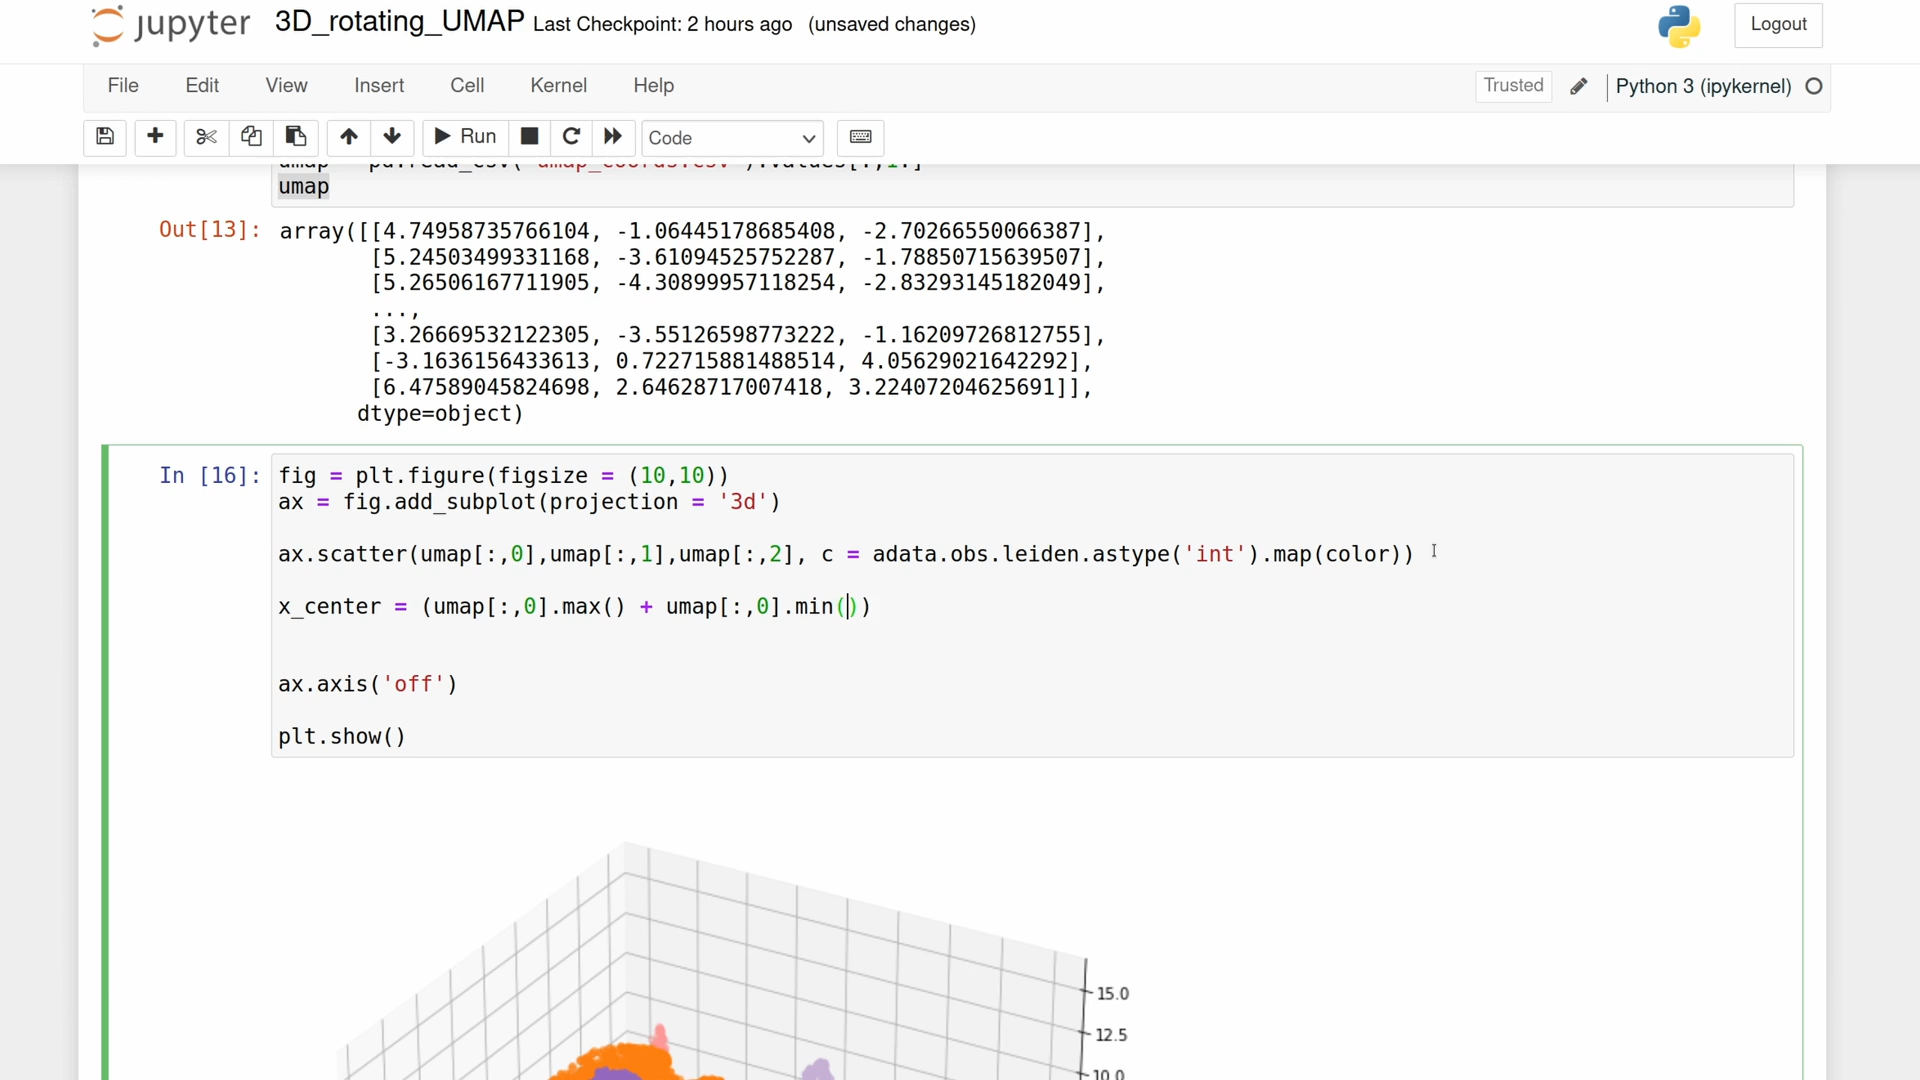 jupyter 3D_rotating_UMAP Last Checkpoint: 2 hours ago (unsaved changes) Logout
File Edit View Insert Cell Kernel Help Trusted Python 3 (ipykernel)
Run Code
umap
Out[13]: array([[4.74958735766104, -1.06445178685408, -2.70266550066387],
[5.24503499331168, -3.61094525752287, -1.78850715639507],
[5.26506167711905, -4.30899957118254, -2.83293145182049],
...,
[3.26669532122305, -3.55126598773222, -1.16209726812755],
[-3.1636156433613, 0.722715881488514, 4.05629021642292],
[6.47589045824698, 2.64628717007418, 3.22407204625691]],
dtype=object)
In [16]: fig = plt.figure(figsize = (10,10))
ax = fig.add_subplot(projection = '3d')
ax.scatter(umap[:,0],umap[:,1],umap[:,2], c = adata.obs.leiden.astype('int').map(color))
x_center = (umap[:,0].max() + umap[:,0].min())
ax.axis('off')
plt.show()
15.0
12.5
10.0